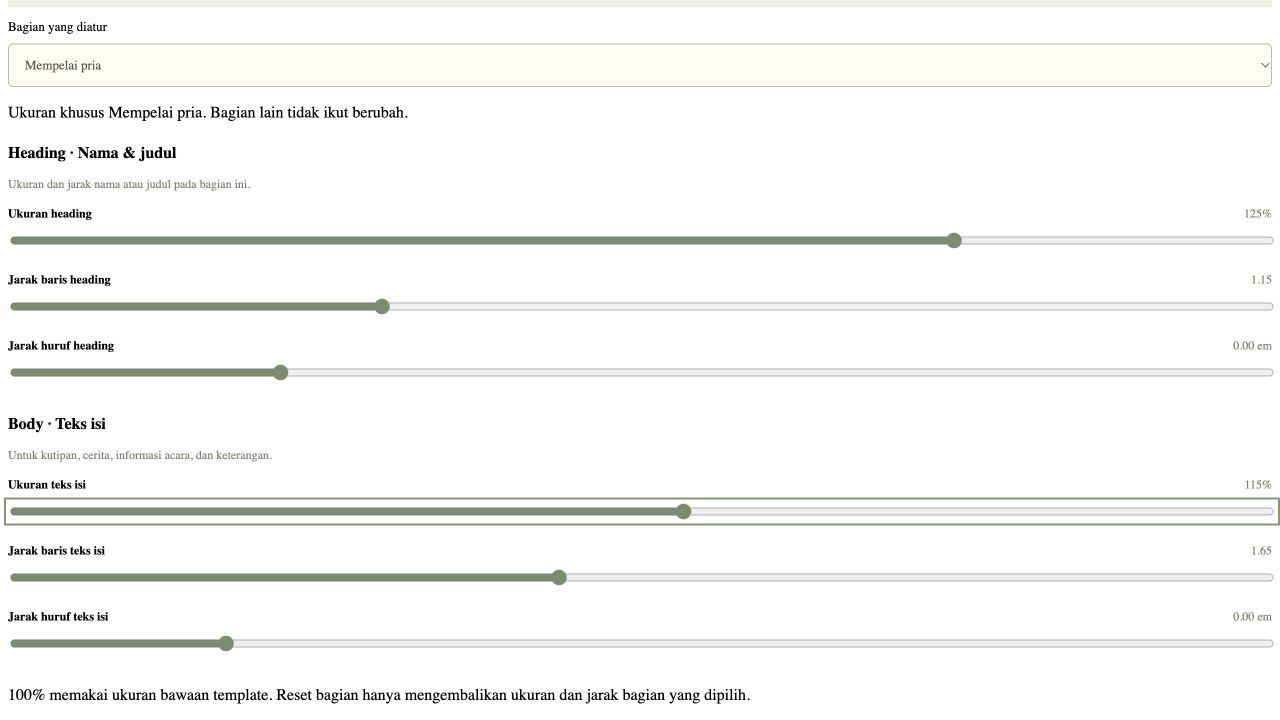 Bagian yang diatur
Mempelai pria
Ukuran khusus Mempelai pria. Bagian lain tidak ikut berubah.
Heading · Nama & judul
Ukuran dan jarak nama atau judul pada bagian ini.
Ukuran heading 125%
Jarak baris heading 1.15
Jarak huruf heading 0.00 em
Body · Teks isi
Untuk kutipan, cerita, informasi acara, dan keterangan.
Ukuran teks isi 115%
Jarak baris teks isi 1.65
Jarak huruf teks isi 0.00 em
100% memakai ukuran bawaan template. Reset bagian hanya mengembalikan ukuran dan jarak bagian yang dipilih.